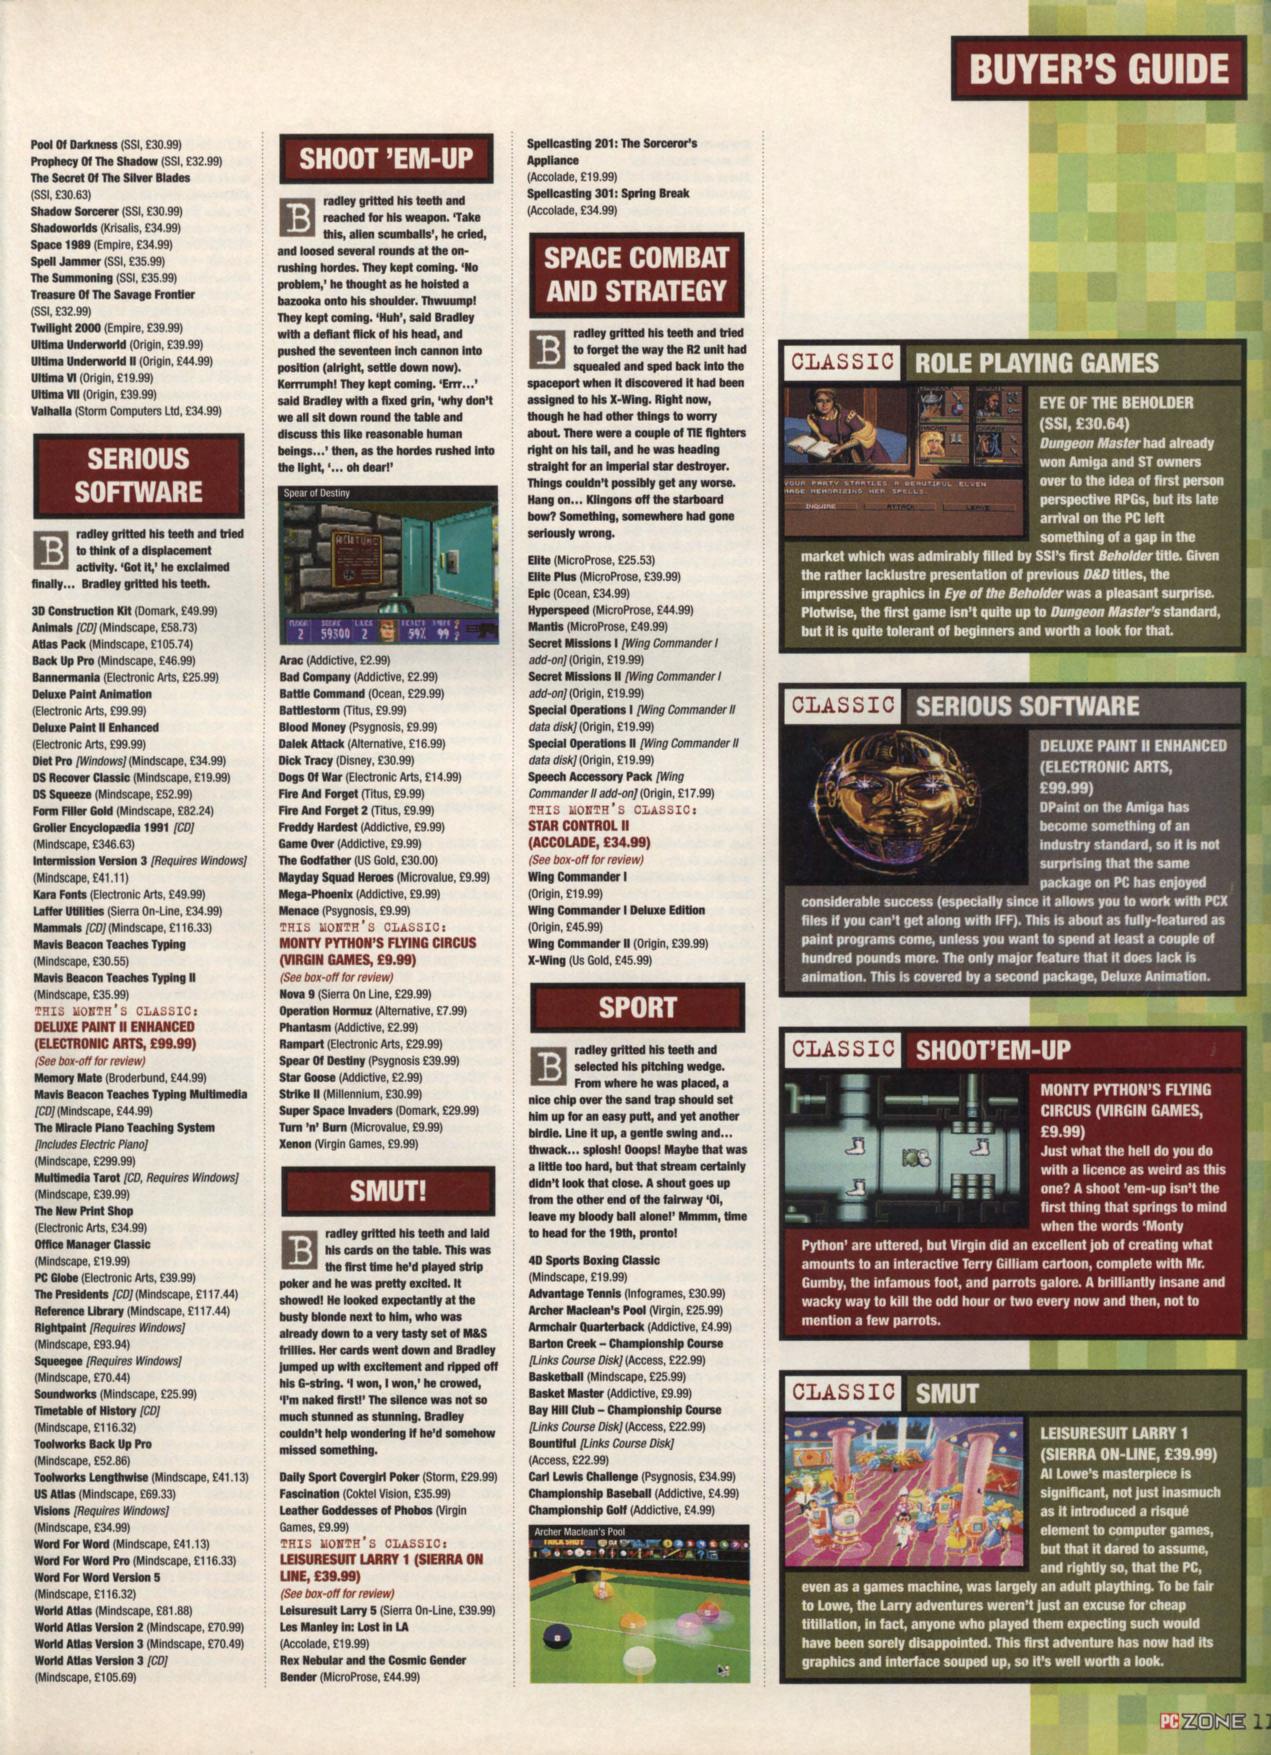 BUYER'S GUIDE
Pool Of Darkness (SSI, £30.99)
Prophecy Of The Shadow (SSI, £32.99)
The Secret Of The Silver Blades
(SSI, £30.63)
Shadow Sorcerer (SSI, £30.99)
Shadoworlds (Krisalis, £34.99)
Space 1989 (Empire, £34.99)
Spell Jammer (SSI, £35.99)
The Summoning (SSI, £35.99)
Treasure Of The Savage Frontier
(SSI, £32.99)
Twilight 2000 (Empire, £39.99)
Ultima Underworld (Origin, £39.99)
Ultima Underworld II (Origin, £44.99)
Ultima VI (Origin, £19.99)
Ultima VII (Origin, £39.99)
Valhalla (Storm Computers Ltd, £34.99)
SERIOUS
SOFTWARE
Bradley gritted his teeth and tried
to think of a displacement
activity. 'Got it,' he exclaimed
finally... Bradley gritted his teeth.
3D Construction Kit (Domark, £49.99)
Animals [CD] (Mindscape, £58.73)
Atlas Pack (Mindscape, £105.74)
Back Up Pro (Mindscape, £46.99)
Bannermania (Electronic Arts, £25.99)
Deluxe Paint Animation
(Electronic Arts, £99.99)
Deluxe Paint II Enhanced
(Electronic Arts, £99.99)
Diet Pro [Windows] (Mindscape, £34.99)
DS Recover Classic (Mindscape, £19.99)
DS Squeeze (Mindscape, £52.99)
Form Filler Gold (Mindscape, £82.24)
Grolier Encyclopædia 1991 [CD]
(Mindscape, £346.63)
Intermission Version 3 [Requires Windows]
(Mindscape, £41.11)
Kara Fonts (Electronic Arts, £49.99)
Laffer Utilities (Sierra On-Line, £34.99)
Mammals [CD] (Mindscape, £116.33)
Mavis Beacon Teaches Typing
(Mindscape, £30.55)
Mavis Beacon Teaches Typing II
(Mindscape, £35.99)
THIS MONTH'S CLASSIC:
DELUXE PAINT II ENHANCED
(ELECTRONIC ARTS, £99.99)
(See box-off for review)
Memory Mate (Broderbund, £44.99)
Mavis Beacon Teaches Typing Multimedia
[CD] (Mindscape, £44.99)
The Miracle Piano Teaching System
[Includes Electric Piano]
(Mindscape, £299.99)
Multimedia Tarot [CD, Requires Windows]
(Mindscape, £39.99)
The New Print Shop
(Electronic Arts, £34.99)
Office Manager Classic
(Mindscape, £19.99)
PC Globe (Electronic Arts, £39.99)
The Presidents [CD] (Mindscape, £117.44)
Reference Library (Mindscape, £117.44)
Rightpaint [Requires Windows]
(Mindscape, £93.94)
Squeegee [Requires Windows]
(Mindscape, £70.44)
Soundworks (Mindscape, £25.99)
Timetable of History [CD]
(Mindscape, £116.32)
Toolworks Back Up Pro
(Mindscape, £52.86)
Toolworks Lengthwise (Mindscape, £41.13)
US Atlas (Mindscape, £69.33)
Visions [Requires Windows]
(Mindscape, £34.99)
Word For Word (Mindscape, £41.13)
Word For Word Pro (Mindscape, £116.33)
Word For Word Version 5
(Mindscape, £116.32)
World Atlas (Mindscape, £81.88)
World Atlas Version 2 (Mindscape, £70.99)
World Atlas Version 3 (Mindscape, £70.49)
World Atlas Version 3 [CD]
(Mindscape, £105.69)
SHOOT 'EM-UP
Bradley gritted his teeth and
reached for his weapon. 'Take
this, alien scumballs', he cried,
and loosed several rounds at the on-
rushing hordes. They kept coming. 'No
problem,' he thought as he hoisted a
bazooka onto his shoulder. Thwuump!
They kept coming. 'Huh', said Bradley
with a defiant flick of his head, and
pushed the seventeen inch cannon into
position (alright, settle down now).
Kerrrumph! They kept coming. 'Errr...'
said Bradley with a fixed grin, 'why don't
we all sit down round the table and
discuss this like reasonable human
beings...' then, as the hordes rushed into
the light, '... oh dear!'
Spear of Destiny
ACHTUNG
2 59300 2 59% 99
Arac (Addictive, £2.99)
Bad Company (Addictive, £2.99)
Battle Command (Ocean, £29.99)
Battlestorm (Titus, £9.99)
Blood Money (Psygnosis, £9.99)
Dalek Attack (Alternative, £16.99)
Dick Tracy (Disney, £30.99)
Dogs Of War (Electronic Arts, £14.99)
Fire And Forget (Titus, £9.99)
Fire And Forget 2 (Titus, £9.99)
Freddy Hardest (Addictive, £9.99)
Game Over (Addictive, £9.99)
The Godfather (US Gold, £30.00)
Mayday Squad Heroes (Microvalue, £9.99)
Mega-Phoenix (Addictive, £9.99)
Menace (Psygnosis, £9.99)
THIS MONTH'S CLASSIC:
MONTY PYTHON'S FLYING CIRCUS
(VIRGIN GAMES, £9.99)
(See box-off for review)
Nova 9 (Sierra On Line, £29.99)
Operation Hormuz (Alternative, £7.99)
Phantasm (Addictive, £2.99)
Rampart (Electronic Arts, £29.99)
Spear Of Destiny (Psygnosis £39.99)
Star Goose (Addictive, £2.99)
Strike II (Millennium, £30.99)
Super Space Invaders (Domark, £29.99)
Turn 'n' Burn (Microvalue, £9.99)
Xenon (Virgin Games, £9.99)
SMUT!
Bradley gritted his teeth and laid
his cards on the table. This was
the first time he'd played strip
poker and he was pretty excited. It
showed! He looked expectantly at the
busty blonde next to him, who was
already down to a very tasty set of M&S
frillies. Her cards went down and Bradley
jumped up with excitement and ripped off
his G-string. 'I won, I won,' he crowed,
'I'm naked first!' The silence was not so
much stunned as stunning. Bradley
couldn't help wondering if he'd somehow
missed something.
Daily Sport Covergirl Poker (Storm, £29.99)
Fascination (Coktel Vision, £35.99)
Leather Goddesses of Phobos (Virgin
Games, £9.99)
THIS MONTH'S CLASSIC:
LEISURESUIT LARRY 1 (SIERRA ON
LINE, £39.99)
(See box-off for review)
Leisuresuit Larry 5 (Sierra On-Line, £39.99)
Les Manley in: Lost in LA
(Accolade, £19.99)
Rex Nebular and the Cosmic Gender
Bender (MicroProse, £44.99)
Spellcasting 201: The Sorceror's
Appliance
(Accolade, £19.99)
Spellcasting 301: Spring Break
(Accolade, £34.99)
SPACE COMBAT
AND STRATEGY
Bradley gritted his teeth and tried
to forget the way the R2 unit had
squealed and sped back into the
spaceport when it discovered it had been
assigned to his X-Wing. Right now,
though he had other things to worry
about. There were a couple of TIE fighters
right on his tail, and he was heading
straight for an imperial star destroyer.
Things couldn't possibly get any worse.
Hang on... Klingons off the starboard
bow? Something, somewhere had gone
seriously wrong.
Elite (MicroProse, £25.53)
Elite Plus (MicroProse, £39.99)
Epic (Ocean, £34.99)
Hyperspeed (MicroProse, £44.99)
Mantis (MicroProse, £49.99)
Secret Missions I [Wing Commander I
add-on] (Origin, £19.99)
Secret Missions II [Wing Commander I
add-on] (Origin, £19.99)
Special Operations I [Wing Commander II
data disk] (Origin, £19.99)
Special Operations II [Wing Commander II
data disk] (Origin, £19.99)
Speech Accessory Pack [Wing
Commander II add-on] (Origin, £17.99)
THIS MONTH'S CLASSIC:
STAR CONTROL II
(ACCOLADE, £34.99)
(See box-off for review)
Wing Commander I
(Origin, £19.99)
Wing Commander I Deluxe Edition
(Origin, £45.99)
Wing Commander II (Origin, £39.99)
X-Wing (Us Gold, £45.99)
SPORT
Bradley gritted his teeth and
selected his pitching wedge.
From where he was placed, a
nice chip over the sand trap should set
him up for an easy putt, and yet another
birdie. Line it up, a gentle swing and...
thwack... splosh! Ooops! Maybe that was
a little too hard, but that stream certainly
didn't look that close. A shout goes up
from the other end of the fairway 'Oi,
leave my bloody ball alone!' Mmmm, time
to head for the 19th, pronto!
4D Sports Boxing Classic
(Mindscape, £19.99)
Advantage Tennis (Infogrames, £30.99)
Archer Maclean's Pool (Virgin, £25.99)
Armchair Quarterback (Addictive, £4.99)
Barton Creek – Championship Course
[Links Course Disk] (Access, £22.99)
Basketball (Mindscape, £25.99)
Basket Master (Addictive, £9.99)
Bay Hill Club – Championship Course
[Links Course Disk] (Access, £22.99)
Bountiful [Links Course Disk]
(Access, £22.99)
Carl Lewis Challenge (Psygnosis, £34.99)
Championship Baseball (Addictive, £4.99)
Championship Golf (Addictive, £4.99)
Archer Maclean's Pool
TRICK SHOT
CLASSIC ROLE PLAYING GAMES
YOUR PARTY STARTLES A BEAUTIFUL ELVEN
MAGE MEMORIZING HER SPELLS.
INQUIRE ATTACK LEAVE
EYE OF THE BEHOLDER
(SSI, £30.64)
Dungeon Master had already
won Amiga and ST owners
over to the idea of first person
perspective RPGs, but its late
arrival on the PC left
something of a gap in the
market which was admirably filled by SSI's first Beholder title. Given
the rather lacklustre presentation of previous D&D titles, the
impressive graphics in Eye of the Beholder was a pleasant surprise.
Plotwise, the first game isn't quite up to Dungeon Master's standard,
but it is quite tolerant of beginners and worth a look for that.
CLASSIC SERIOUS SOFTWARE
DELUXE PAINT II ENHANCED
(ELECTRONIC ARTS,
£99.99)
DPaint on the Amiga has
become something of an
industry standard, so it is not
surprising that the same
package on PC has enjoyed
considerable success (especially since it allows you to work with PCX
files if you can't get along with IFF). This is about as fully-featured as
paint programs come, unless you want to spend at least a couple of
hundred pounds more. The only major feature that it does lack is
animation. This is covered by a second package, Deluxe Animation.
CLASSIC SHOOT'EM-UP
MONTY PYTHON'S FLYING
CIRCUS (VIRGIN GAMES,
£9.99)
Just what the hell do you do
with a licence as weird as this
one? A shoot 'em-up isn't the
first thing that springs to mind
when the words 'Monty
Python' are uttered, but Virgin did an excellent job of creating what
amounts to an interactive Terry Gilliam cartoon, complete with Mr.
Gumby, the infamous foot, and parrots galore. A brilliantly insane and
wacky way to kill the odd hour or two every now and then, not to
mention a few parrots.
CLASSIC SMUT
LEISURESUIT LARRY 1
(SIERRA ON-LINE, £39.99)
Al Lowe's masterpiece is
significant, not just inasmuch
as it introduced a risqué
element to computer games,
but that it dared to assume,
and rightly so, that the PC,
even as a games machine, was largely an adult plaything. To be fair
to Lowe, the Larry adventures weren't just an excuse for cheap
titillation, in fact, anyone who played them expecting such would
have been sorely disappointed. This first adventure has now had its
graphics and interface souped up, so it's well worth a look.
PC ZONE 11